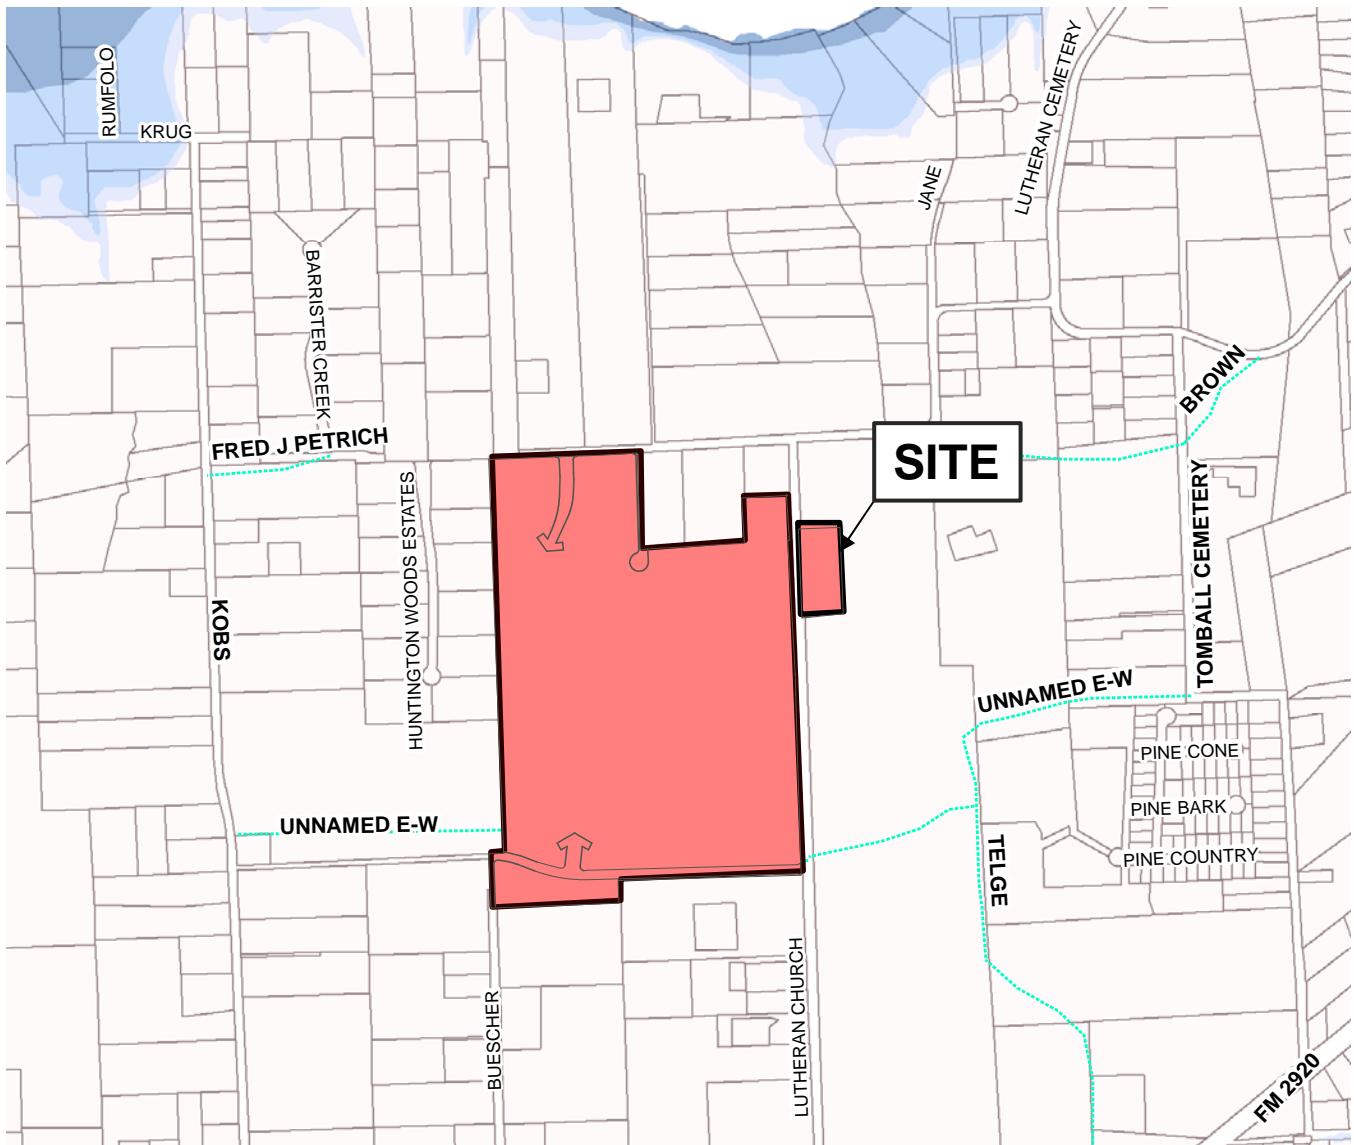 RUMFOLO
KRUG
LUTHERAN CEMETERY
JANE
BARRISTER CREEK
BROWN
FRED J PETRICH
SITE
HUNTINGTON WOODS ESTATES
TOMBALL CEMETERY
KOBS
UNNAMED E-W
PINE CONE
PINE BARK
UNNAMED E-W
PINE COUNTRY
TELGE
LUTHERAN CHURCH
BUESCHER
FM 2920